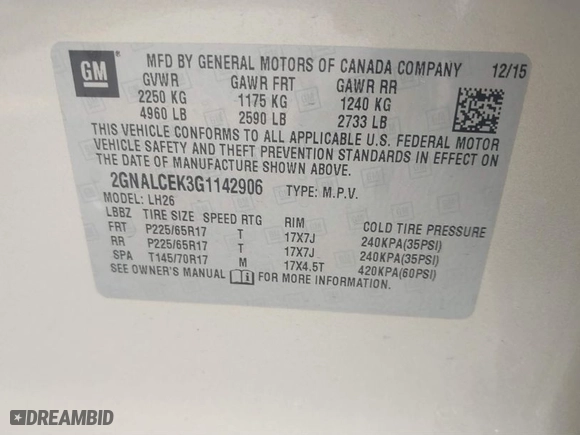 GM
MFD BY GENERAL MOTORS OF CANADA COMPANY 12/15
GVWR GAWR FRT GAWR RR
2250 KG 1175 KG 1240 KG
4960 LB 2590 LB 2733 LB
THIS VEHICLE CONFORMS TO ALL APPLICABLE U.S. FEDERAL MOTOR
VEHICLE SAFETY AND THEFT PREVENTION STANDARDS IN EFFECT ON
THE DATE OF MANUFACTURE SHOWN ABOVE.
2GNALCEK3G1142906 TYPE: M.P.V.
MODEL: LH26
LBBZ TIRE SIZE SPEED RTG RIM COLD TIRE PRESSURE
FRT P225/65R17 T 17X7J 240KPA(35PSI)
RR P225/65R17 T 17X7J 240KPA(35PSI)
SPA T145/70R17 M 17X4.5T 420KPA(60PSI)
SEE OWNER'S MANUAL FOR MORE INFORMATION.
DREAMBID